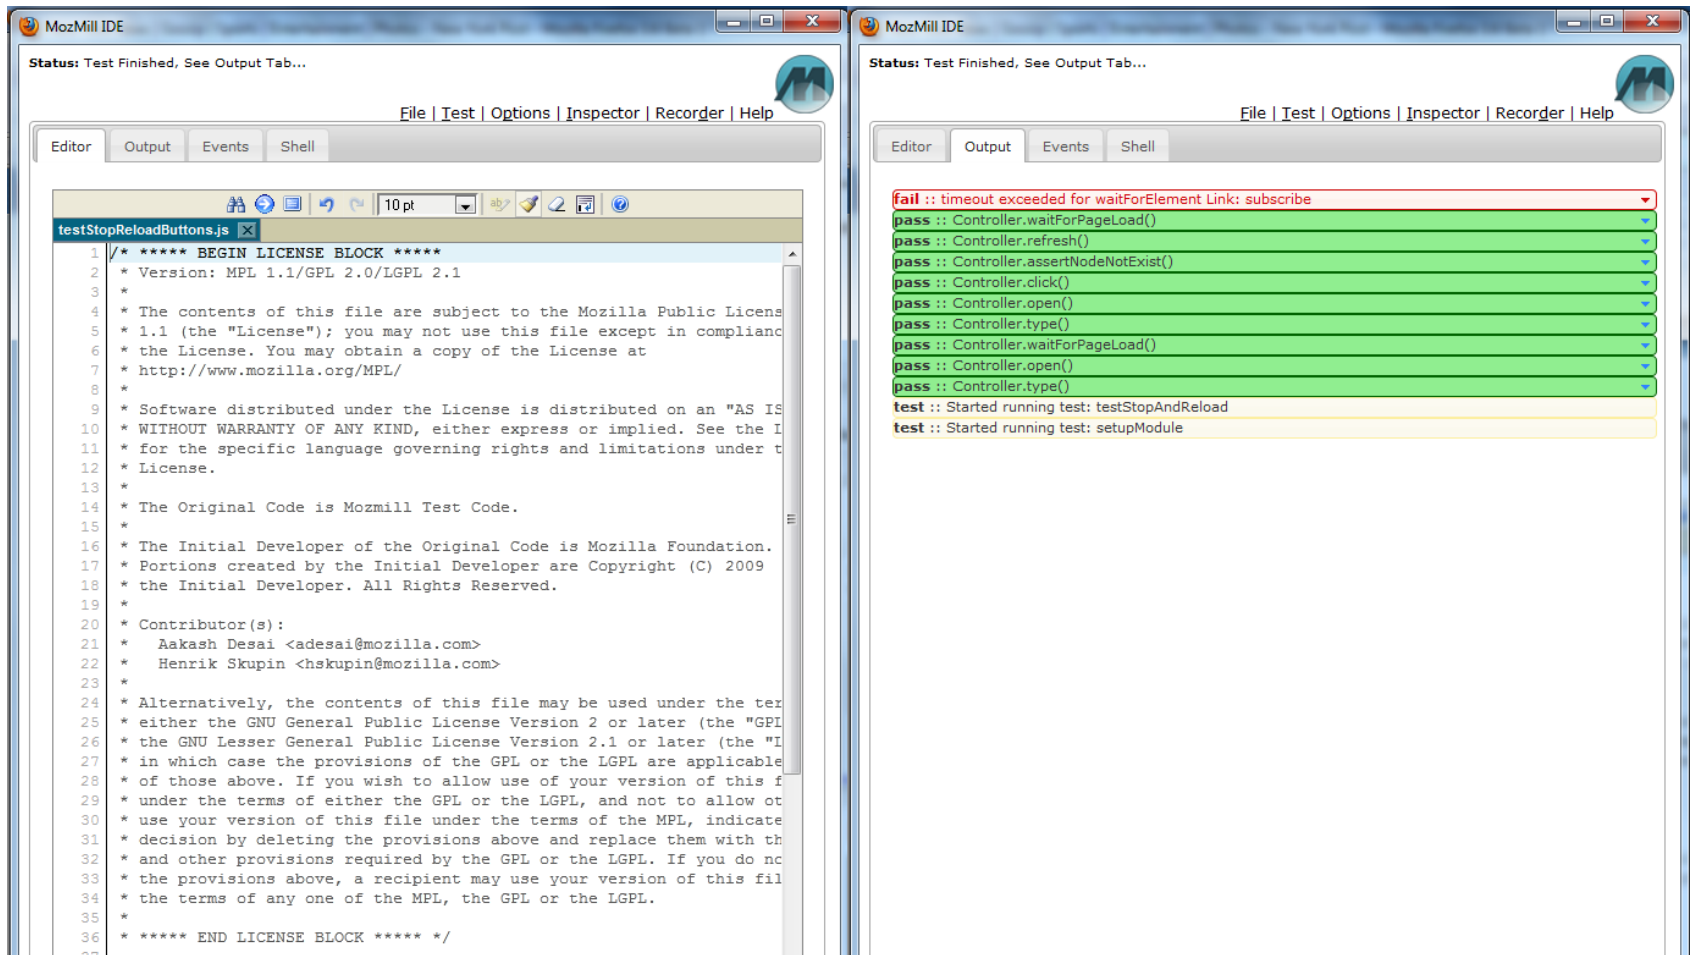 MozMill IDE
Status: Test Finished, See Output Tab...
File | Test | Options | Inspector | Recorder | Help
Editor
Output
Events
Shell
10 pt
testStopReloadButtons.js
1 /* ***** BEGIN LICENSE BLOCK *****
2 * Version: MPL 1.1/GPL 2.0/LGPL 2.1
3 *
4 * The contents of this file are subject to the Mozilla Public Licens
5 * 1.1 (the "License"); you may not use this file except in complianc
6 * the License. You may obtain a copy of the License at
7 * http://www.mozilla.org/MPL/
8 *
9 * Software distributed under the License is distributed on an "AS IS
10 * WITHOUT WARRANTY OF ANY KIND, either express or implied. See the L
11 * for the specific language governing rights and limitations under t
12 * License.
13 *
14 * The Original Code is Mozmill Test Code.
15 *
16 * The Initial Developer of the Original Code is Mozilla Foundation.
17 * Portions created by the Initial Developer are Copyright (C) 2009
18 * the Initial Developer. All Rights Reserved.
19 *
20 * Contributor(s):
21 *   Aakash Desai <adesai@mozilla.com>
22 *   Henrik Skupin <hskupin@mozilla.com>
23 *
24 * Alternatively, the contents of this file may be used under the ter
25 * either the GNU General Public License Version 2 or later (the "GPL
26 * the GNU Lesser General Public License Version 2.1 or later (the "L
27 * in which case the provisions of the GPL or the LGPL are applicable
28 * of those above. If you wish to allow use of your version of this f
29 * under the terms of either the GPL or the LGPL, and not to allow ot
30 * use your version of this file under the terms of the MPL, indicate
31 * decision by deleting the provisions above and replace them with th
32 * and other provisions required by the GPL or the LGPL. If you do no
33 * the provisions above, a recipient may use your version of this fil
34 * the terms of any one of the MPL, the GPL or the LGPL.
35 *
36 * ***** END LICENSE BLOCK ***** */
MozMill IDE
Status: Test Finished, See Output Tab...
File | Test | Options | Inspector | Recorder | Help
Editor
Output
Events
Shell
fail :: timeout exceeded for waitForElement Link: subscribe
pass :: Controller.waitForPageLoad()
pass :: Controller.refresh()
pass :: Controller.assertNodeNotExist()
pass :: Controller.click()
pass :: Controller.open()
pass :: Controller.type()
pass :: Controller.waitForPageLoad()
pass :: Controller.open()
pass :: Controller.type()
test :: Started running test: testStopAndReload
test :: Started running test: setupModule